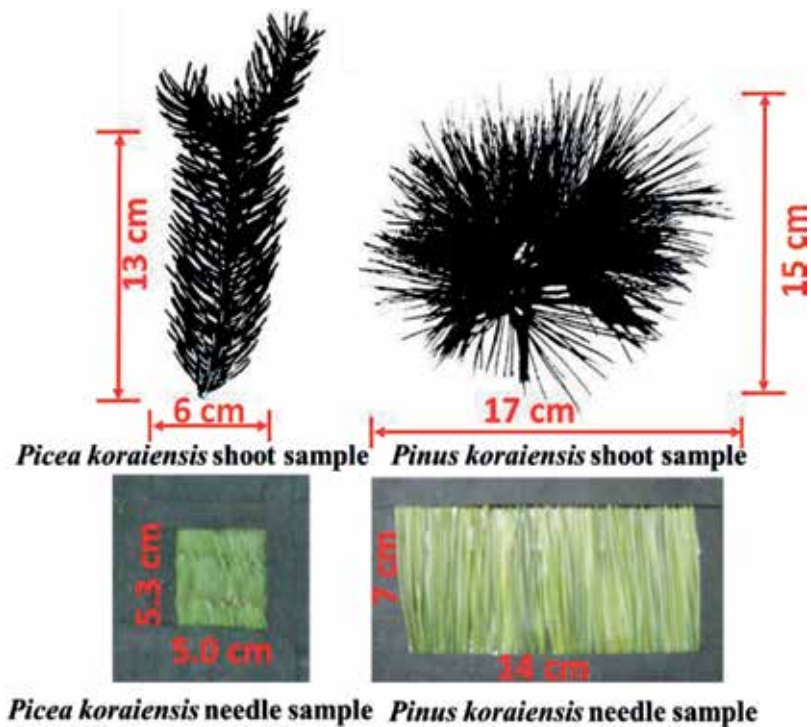 13 cm
6 cm
15 cm
17 cm
Picea koraiensis shoot sample
Pinus koraiensis shoot sample
5.3 cm
5.0 cm
7 cm
14 cm
Picea koraiensis needle sample
Pinus koraiensis needle sample